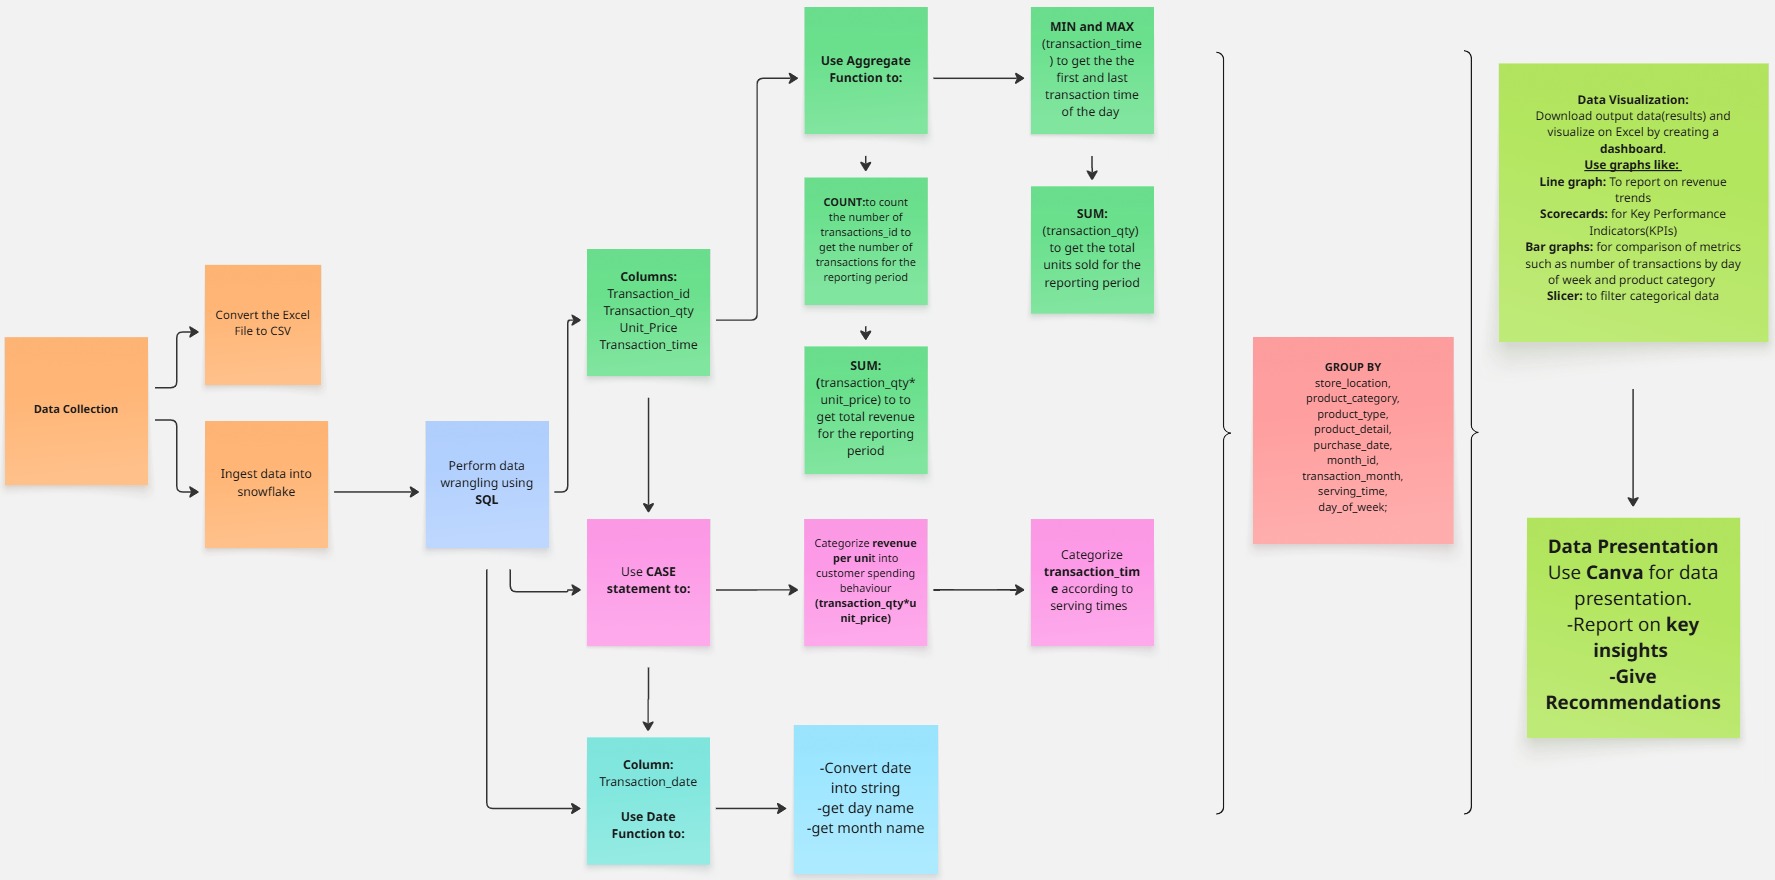 Data Collection
Convert the Excel
File to CSV
Ingest data into
snowflake
Perform data
wrangling using
SQL
Columns:
Transaction_id
Transaction_qty
Unit_Price
Transaction_time
Use Aggregate
Function to:
MIN and MAX
(transaction_time
) to get the the
first and last
transaction time
of the day
COUNT:to count
the number of
transactions_id to
get the number of
transactions for the
reporting period
SUM:
(transaction_qty)
to get the total
units sold for the
reporting period
SUM:
(transaction_qty*
unit_price) to to
get total revenue
for the reporting
period
Use CASE
statement to:
Categorize revenue
per unit into
customer spending
behaviour
(transaction_qty*u
nit_price)
Categorize
transaction_tim
e according to
serving times
Column:
Transaction_date
Use Date
Function to:
-Convert date
into string
-get day name
-get month name
GROUP BY
store_location,
product_category,
product_type,
product_detail,
purchase_date,
month_id,
transaction_month,
serving_time,
day_of_week;
Data Visualization:
Download output data(results) and
visualize on Excel by creating a
dashboard.
Use graphs like:
Line graph: To report on revenue
trends
Scorecards: for Key Performance
Indicators(KPIs)
Bar graphs: for comparison of metrics
such as number of transactions by day
of week and product category
Slicer: to filter categorical data
Data Presentation
Use Canva for data
presentation.
-Report on key
insights
-Give
Recommendations